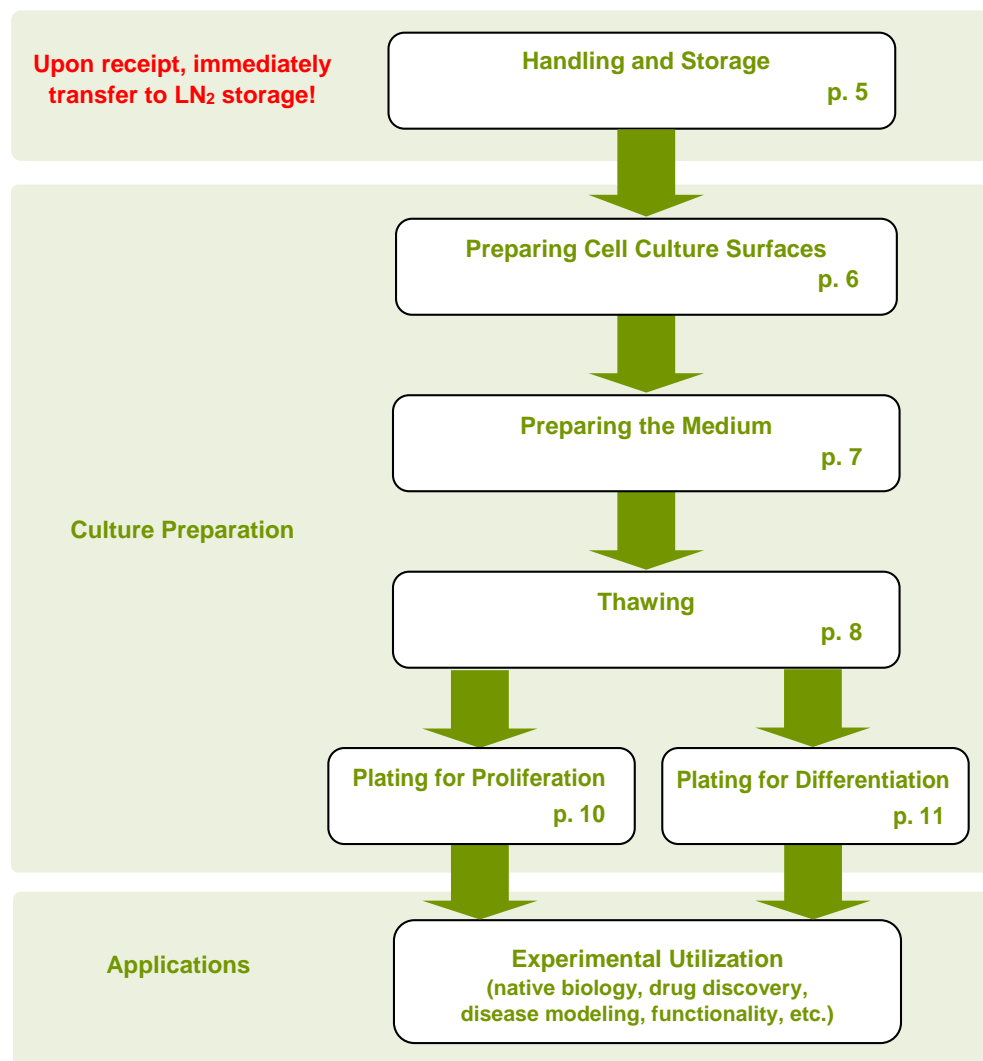 Upon receipt, immediately
transfer to LN₂ storage!
Handling and Storage
p. 5
Preparing Cell Culture Surfaces
p. 6
Preparing the Medium
p. 7
Culture Preparation
Thawing
p. 8
Plating for Proliferation
p. 10
Plating for Differentiation
p. 11
Applications
Experimental Utilization
(native biology, drug discovery,
disease modeling, functionality, etc.)